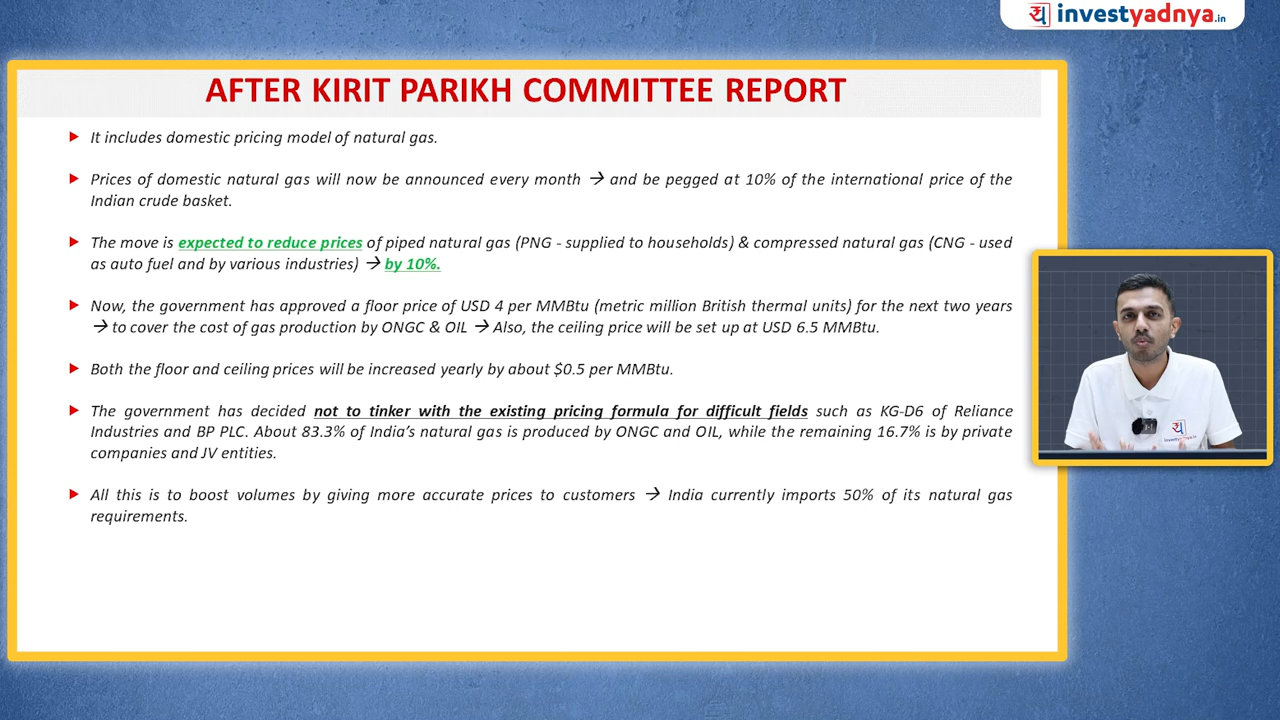 investyadnya.in
AFTER KIRIT PARIKH COMMITTEE REPORT
It includes domestic pricing model of natural gas.
Prices of domestic natural gas will now be announced every month → and be pegged at 10% of the international price of the
Indian crude basket.
The move is expected to reduce prices of piped natural gas (PNG - supplied to households) & compressed natural gas (CNG - used
as auto fuel and by various industries) → by 10%.
Now, the government has approved a floor price of USD 4 per MMBtu (metric million British thermal units) for the next two years
→ to cover the cost of gas production by ONGC & OIL → Also, the ceiling price will be set up at USD 6.5 MMBtu.
Both the floor and ceiling prices will be increased yearly by about $0.5 per MMBtu.
The government has decided not to tinker with the existing pricing formula for difficult fields such as KG-D6 of Reliance
Industries and BP PLC. About 83.3% of India's natural gas is produced by ONGC and OIL, while the remaining 16.7% is by private
companies and JV entities.
All this is to boost volumes by giving more accurate prices to customers → India currently imports 50% of its natural gas
requirements.
investyadnya.in